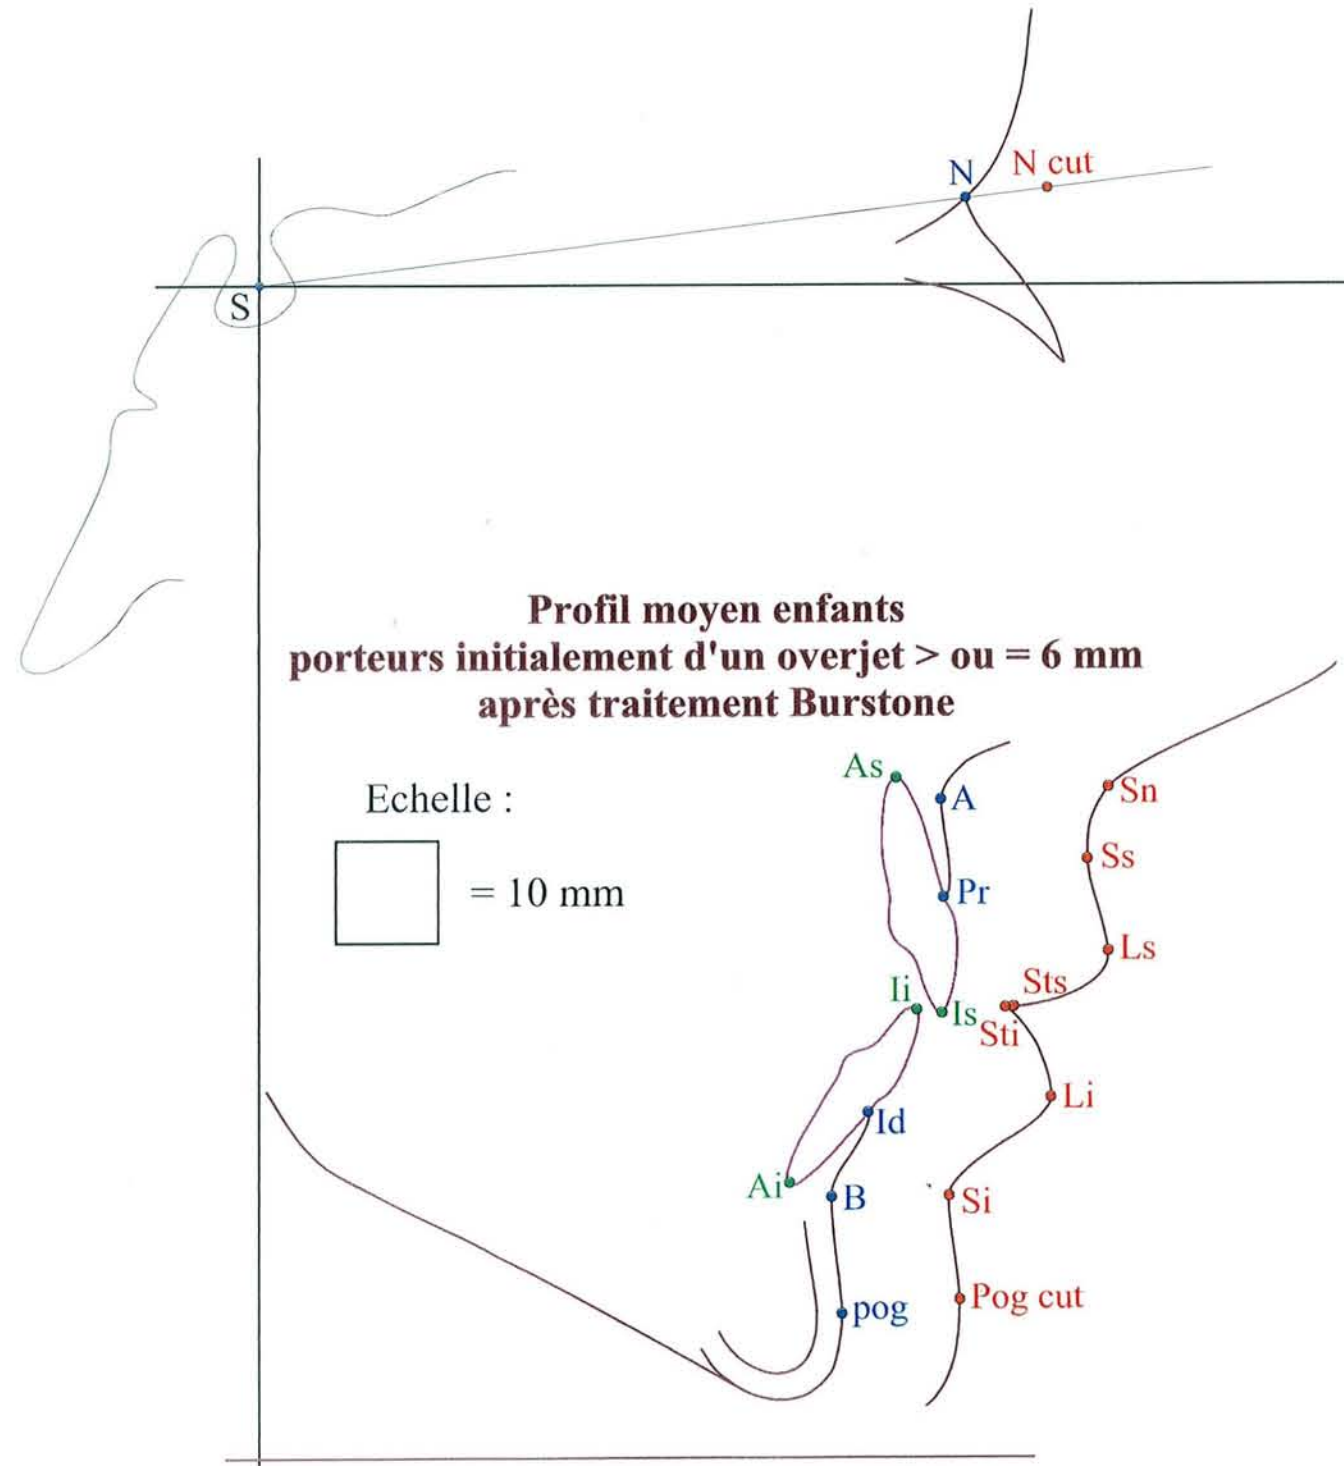 N
N cut
S
Profil moyen enfants
porteurs initialement d'un overjet > ou = 6 mm
après traitement Burstone
As
A
Sn
Echelle :
Ss
= 10 mm
Pr
Ls
Sts
Ii
Is
Sti
Li
Id
Ai
B
Si
Pog cut
pog